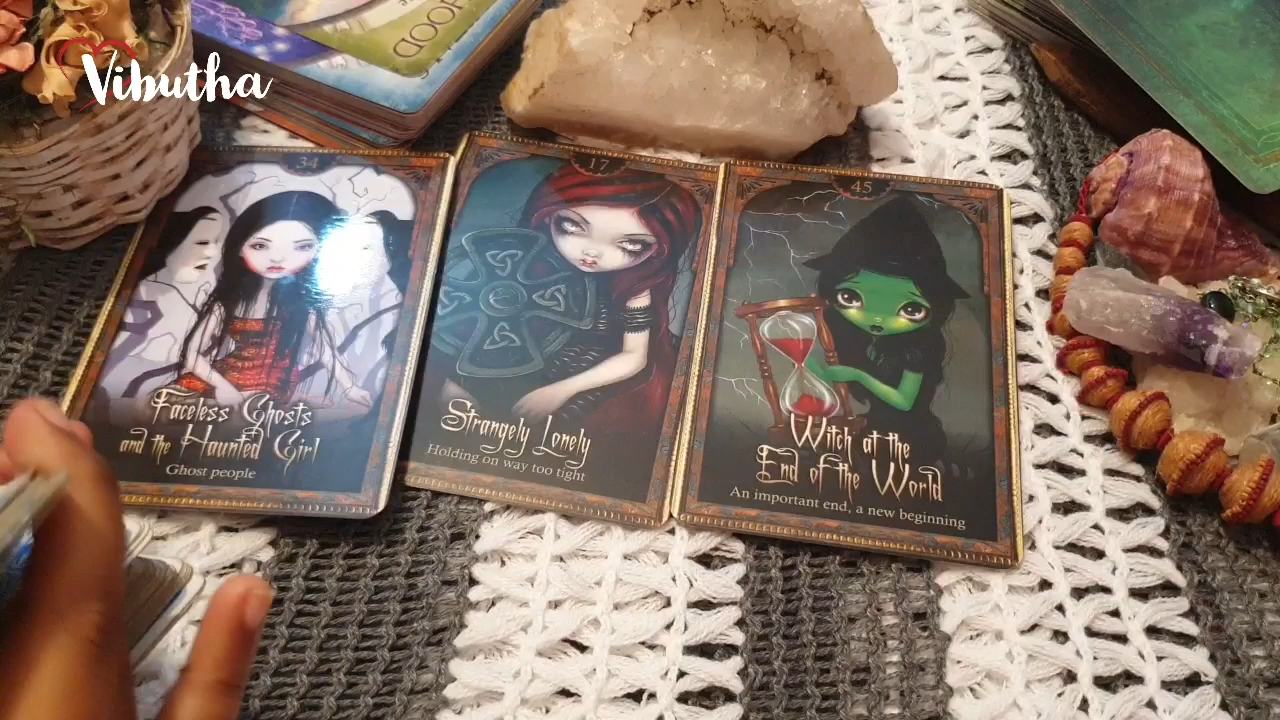 Vibutha
GOOD
34
Faceless Ghosts
and the Haunted Girl
Ghost people
17
Strangely Lonely
Holding on way too tight
45
Witch at the
End of the World
An important end, a new beginning